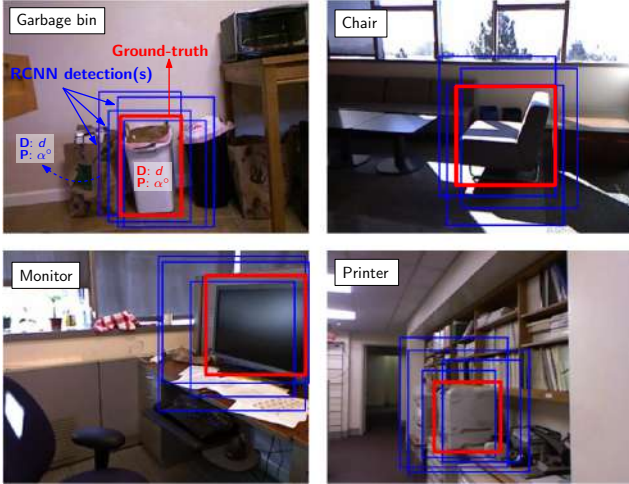 Garbage bin
Ground-truth
RCNN detection(s)
D: d
P: α°
D: d
P: α°
Chair
Monitor
Printer